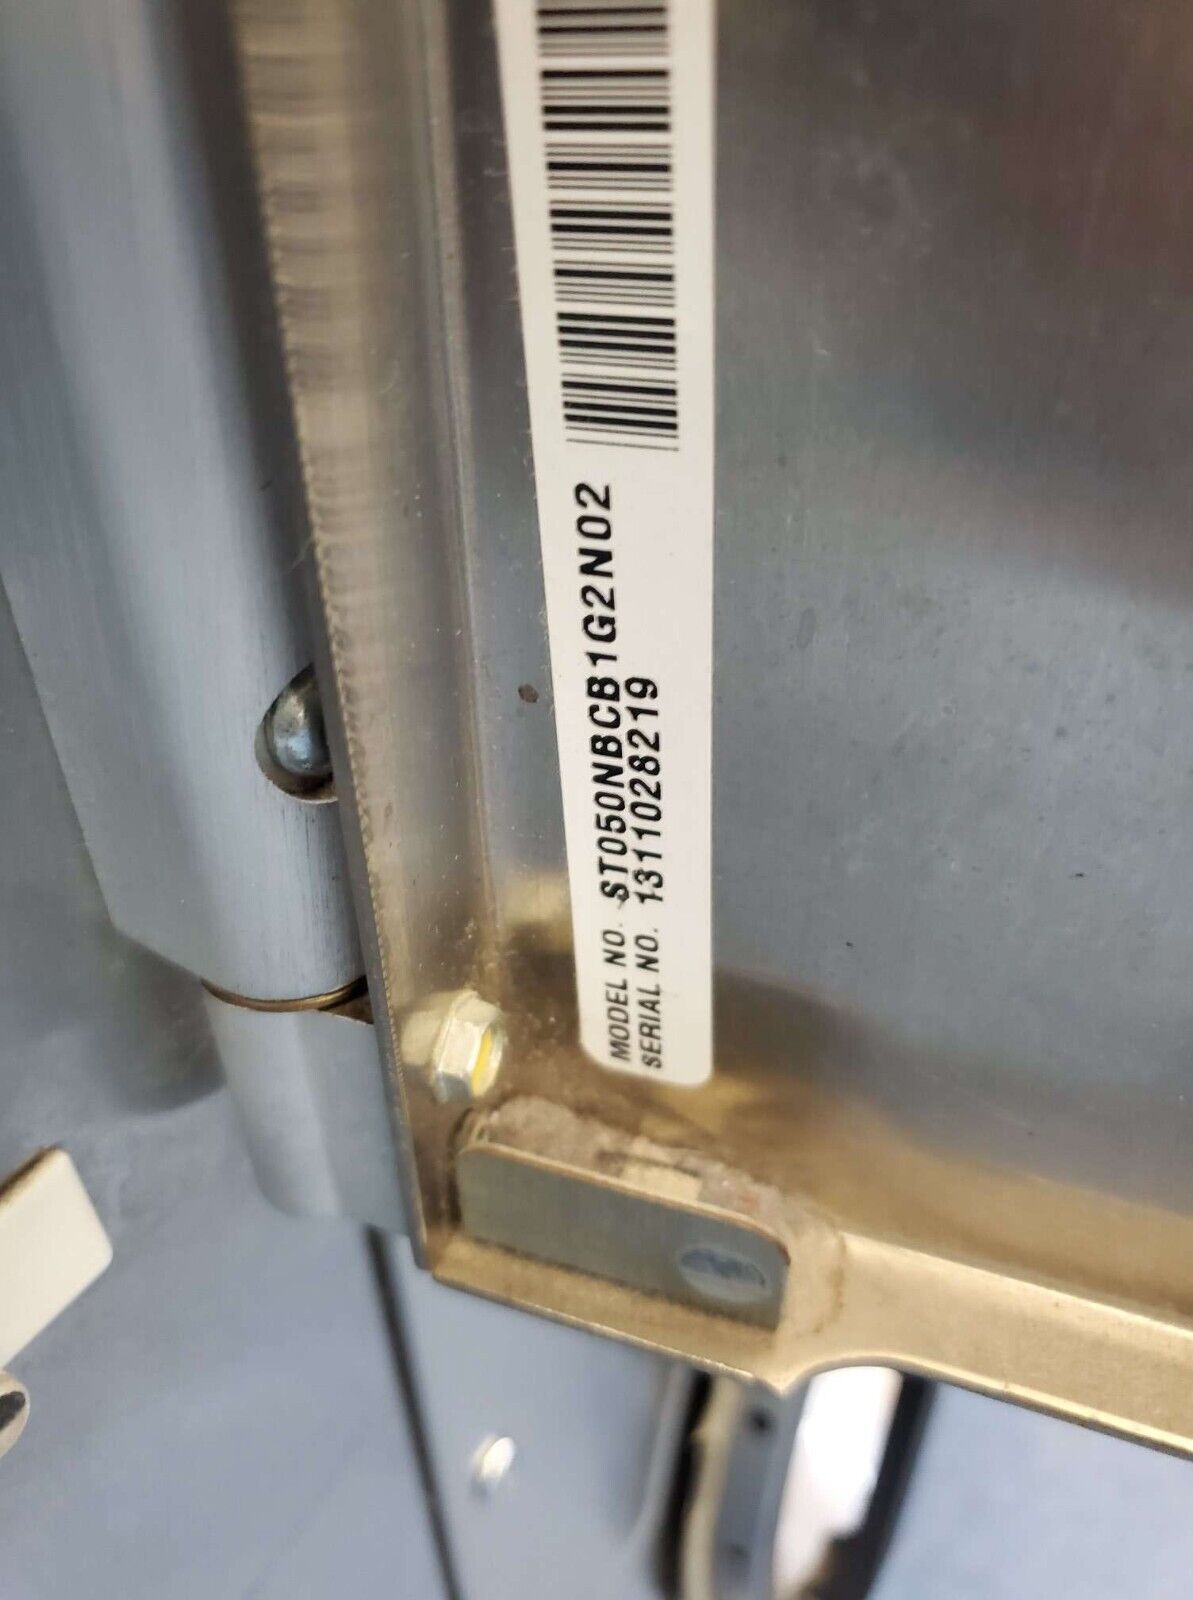 MODEL NO. ST050NBCB1G2N02
SERIAL NO. 1311028219